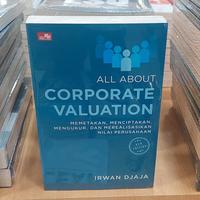 ALL ABOUT
CORPORATE
VALUATION
MEMETAKAN, MENCIPTAKAN,
MENGUKUR, DAN MEREALISASIKAN
NILAI PERUSAHAAN
IRWAN DJAJA